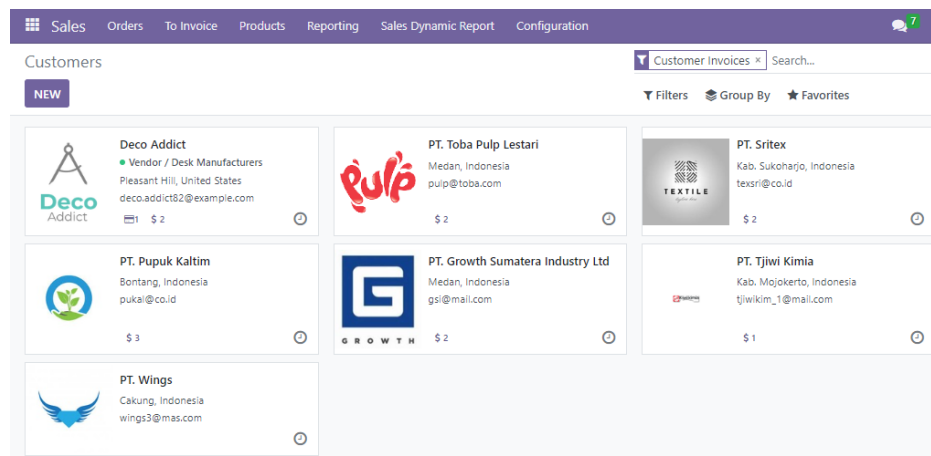 Sales Orders To Invoice Products Reporting Sales Dynamic Report Configuration 7
Customers
Customer Invoices × Search...
NEW
Filters Group By Favorites
Deco Addict
Vendor / Desk Manufacturers
Pleasant Hill, United States
deco.addict82@example.com
1 $ 2
Deco
Addict
PT. Toba Pulp Lestari
Medan, Indonesia
pulp@toba.com
$ 2
Pulp
PT. Sritex
Kab. Sukoharjo, Indonesia
texsri@co.id
$ 2
TEXTILE
PT. Pupuk Kaltim
Bontang, Indonesia
pukal@co.id
$ 3
PT. Growth Sumatera Industry Ltd
Medan, Indonesia
gsi@mail.com
$ 2
G
GROWTH
PT. Tjiwi Kimia
Kab. Mojokerto, Indonesia
tjiwikim_1@mail.com
$ 1
PT. Wings
Cakung, Indonesia
wings3@mas.com